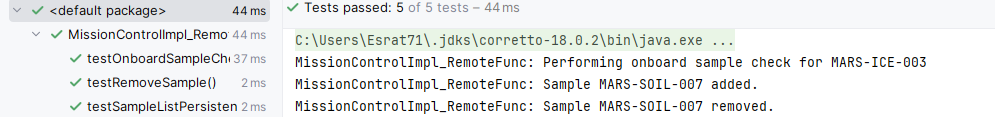 <default package> 44 ms
Tests passed: 5 of 5 tests – 44 ms
MissionControlImpl_Remo 44 ms
testOnboardSampleChe 37 ms
testRemoveSample() 2 ms
testSampleListPersisten 2 ms
C:\Users\Esrat71\.jdks\corretto-18.0.2\bin\java.exe ...
MissionControlImpl_RemoteFunc: Performing onboard sample check for MARS-ICE-003
MissionControlImpl_RemoteFunc: Sample MARS-SOIL-007 added.
MissionControlImpl_RemoteFunc: Sample MARS-SOIL-007 removed.